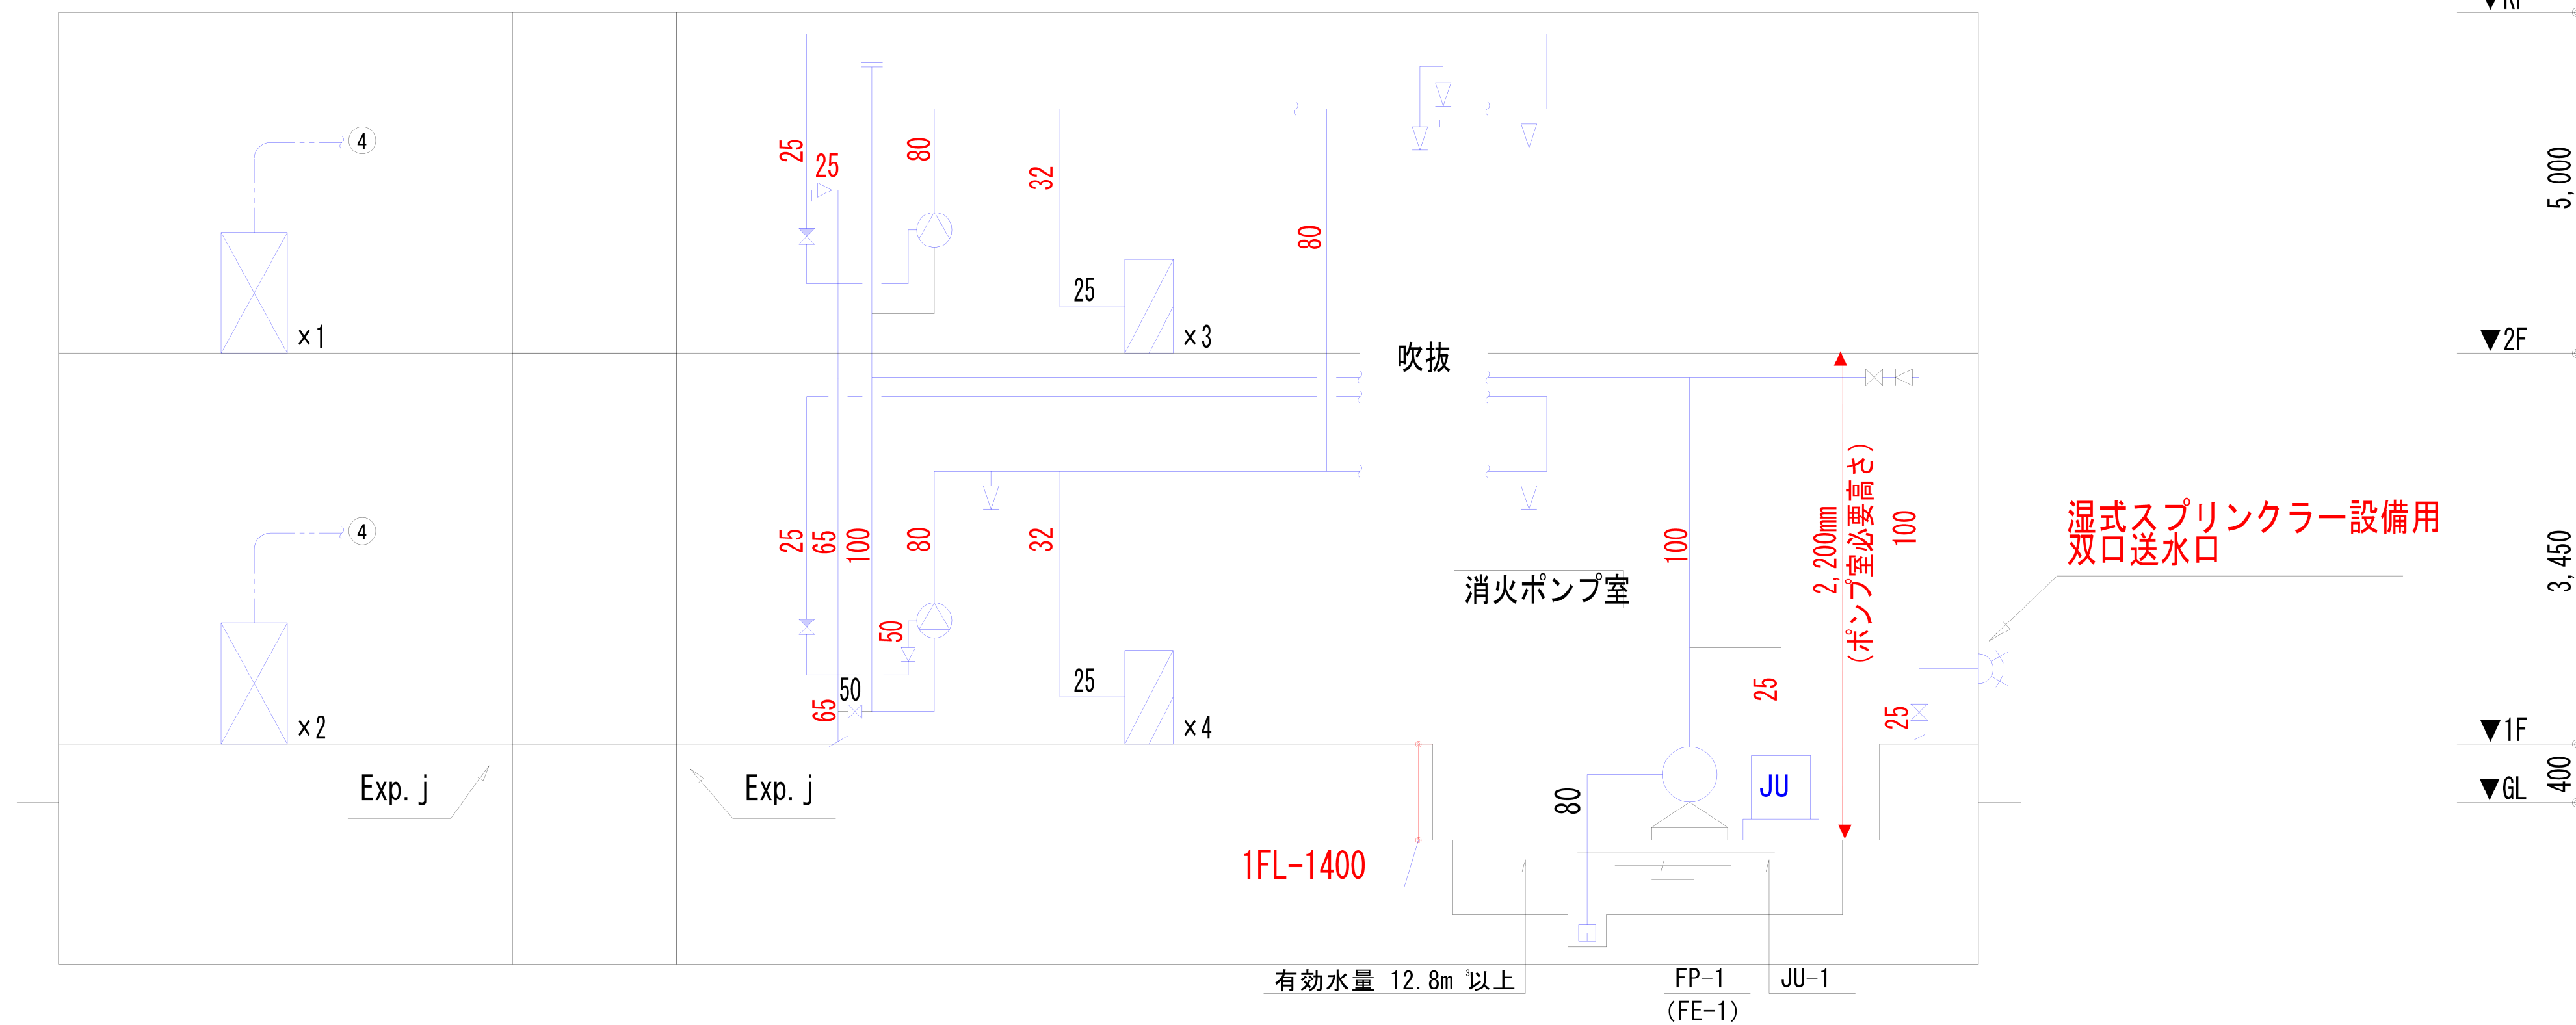 ▼RF
4
25
25
80
32
80
5,000
25
×1
×3
吹抜
▼2F
4
25
65
100
80
32
100
2,200mm
(ポンプ室必要高さ)
100
湿式スプリンクラー設備用
双口送水口
3,450
消火ポンプ室
50
25
50
65
25
25
×2
×4
▼1F
Exp.j
Exp.j
80
JU
400
▼GL
1FL-1400
有効水量 12.8m³以上
FP-1
(FE-1)
JU-1